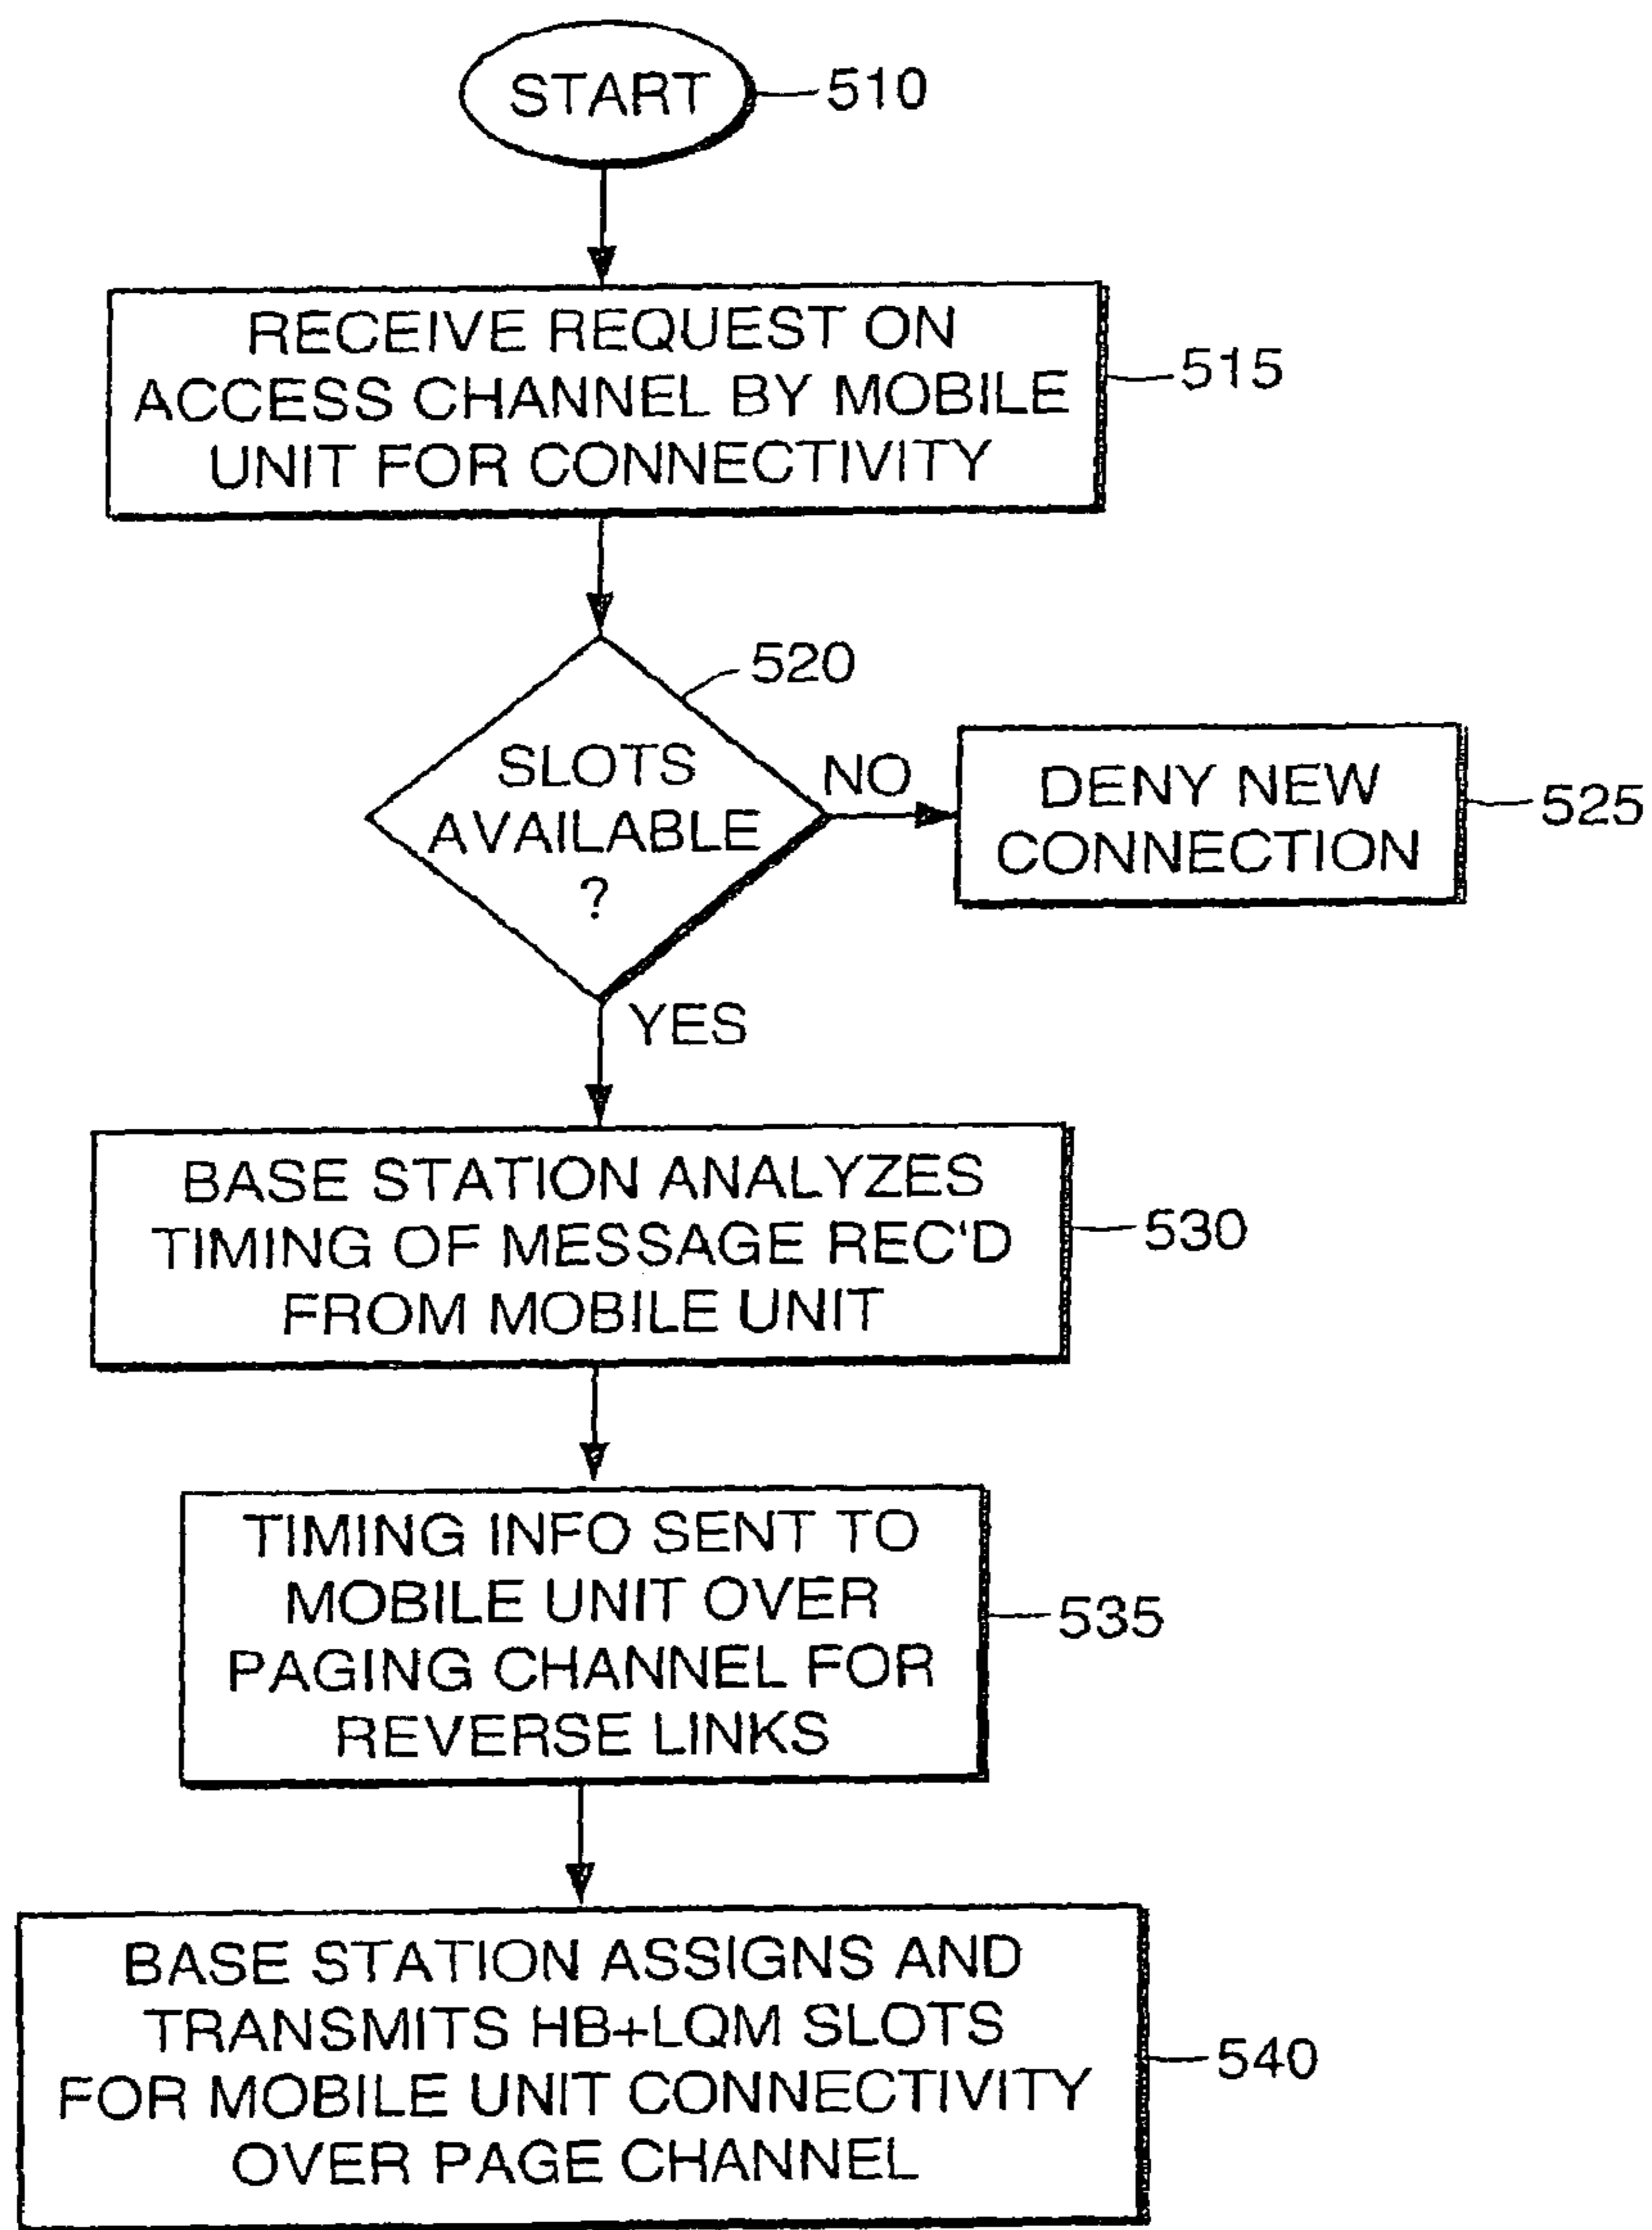 START
510
RECEIVE REQUEST ON
ACCESS CHANNEL BY MOBILE
UNIT FOR CONNECTIVITY
515
520
SLOTS
AVAILABLE
?
NO
DENY NEW
CONNECTION
525
YES
BASE STATION ANALYZES
TIMING OF MESSAGE REC'D
FROM MOBILE UNIT
530
TIMING INFO SENT TO
MOBILE UNIT OVER
PAGING CHANNEL FOR
REVERSE LINKS
535
BASE STATION ASSIGNS AND
TRANSMITS HB+LQM SLOTS
FOR MOBILE UNIT CONNECTIVITY
OVER PAGE CHANNEL
540